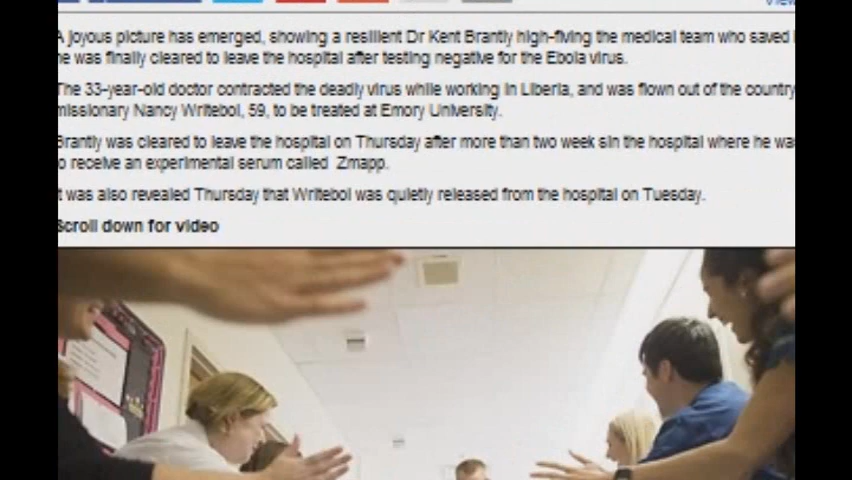 A joyous picture has emerged, showing a resilient Dr Kent Brantly high-fiving the medical team who saved
he was finally cleared to leave the hospital after testing negative for the Ebola virus.
The 33-year-old doctor contracted the deadly virus while working in Liberia, and was flown out of the country
missionary Nancy Writebol, 59, to be treated at Emory University.
Brantly was cleared to leave the hospital on Thursday after more than two week sin the hospital where he wa
to receive an experimental serum called Zmapp.
It was also revealed Thursday that Writebol was quietly released from the hospital on Tuesday.
Scroll down for video